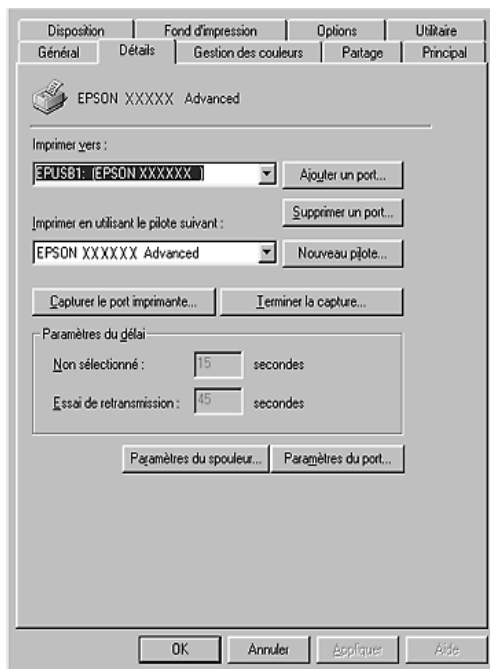 Disposition Fond d'impression Options Utilitaire
Général Détails Gestion des couleurs Partage Principal
EPSON XXXXX Advanced
Imprimer vers :
EPUSB1: (EPSON XXXXXX ) Ajouter un port...
Supprimer un port...
Imprimer en utilisant le pilote suivant :
EPSON XXXXXX Advanced Nouveau pilote...
Capturer le port imprimante... Terminer la capture...
Paramètres du délai
Non sélectionné : 15 secondes
Essai de retransmission : 45 secondes
Paramètres du spouleur... Paramètres du port...
OK Annuler Appliquer Aide